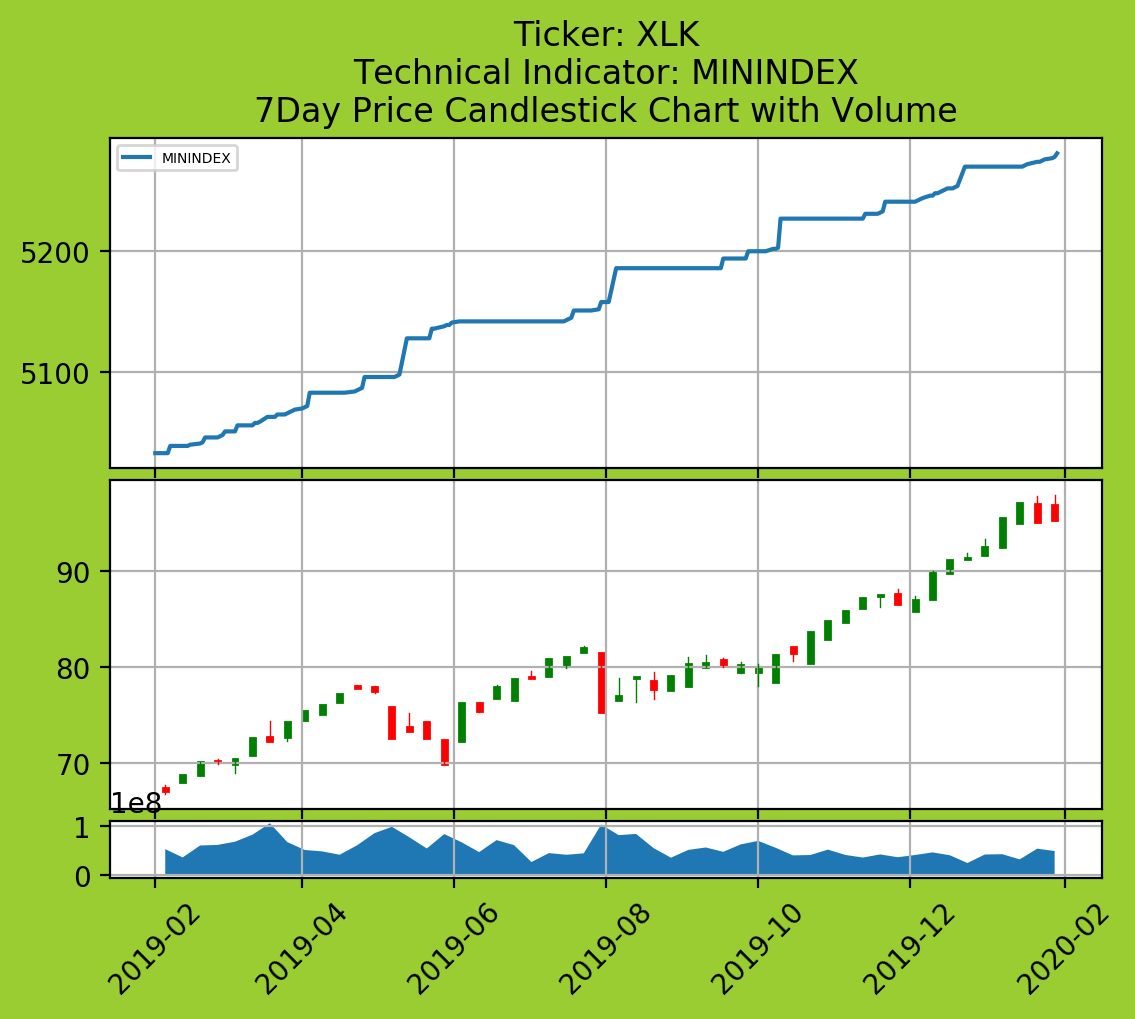 Ticker: XLK
Technical Indicator: MININDEX
7Day Price Candlestick Chart with Volume
MININDEX
5200
5100
90
80
70
1e8
1
0
2019-02
2019-04
2019-06
2019-08
2019-10
2019-12
2020-02